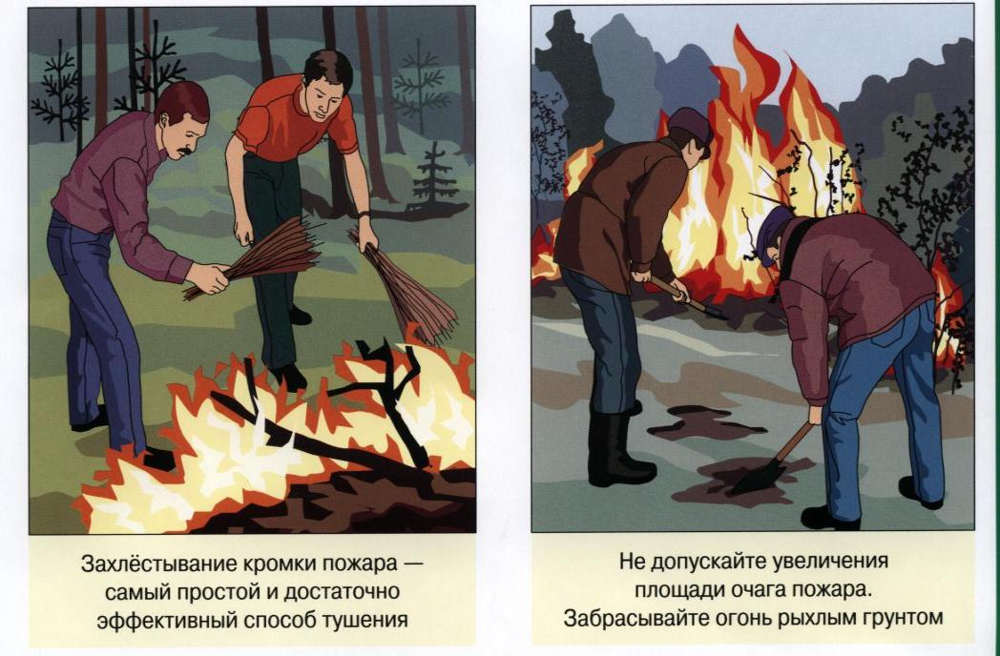 Захлёстывание кромки пожара —
самый простой и достаточно
эффективный способ тушения
Не допускайте увеличения
площади очага пожара.
Забрасывайте огонь рыхлым грунтом